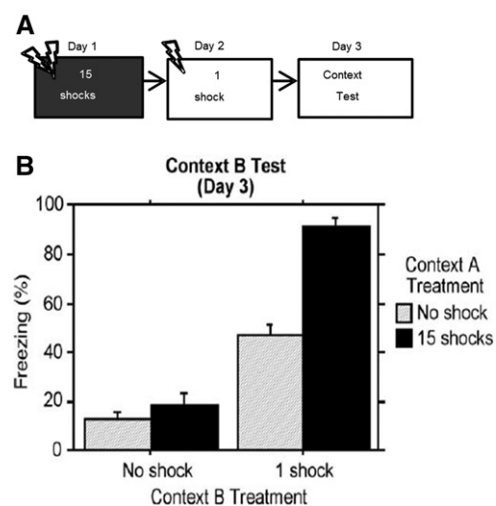 A
Day 1
Day 2
Day 3
15
shocks
1
shock
Context
Test
B
Context B Test
(Day 3)
100
80
60
40
20
0
Freezing (%)
No shock
1 shock
Context B Treatment
Context A
Treatment
No shock
15 shocks